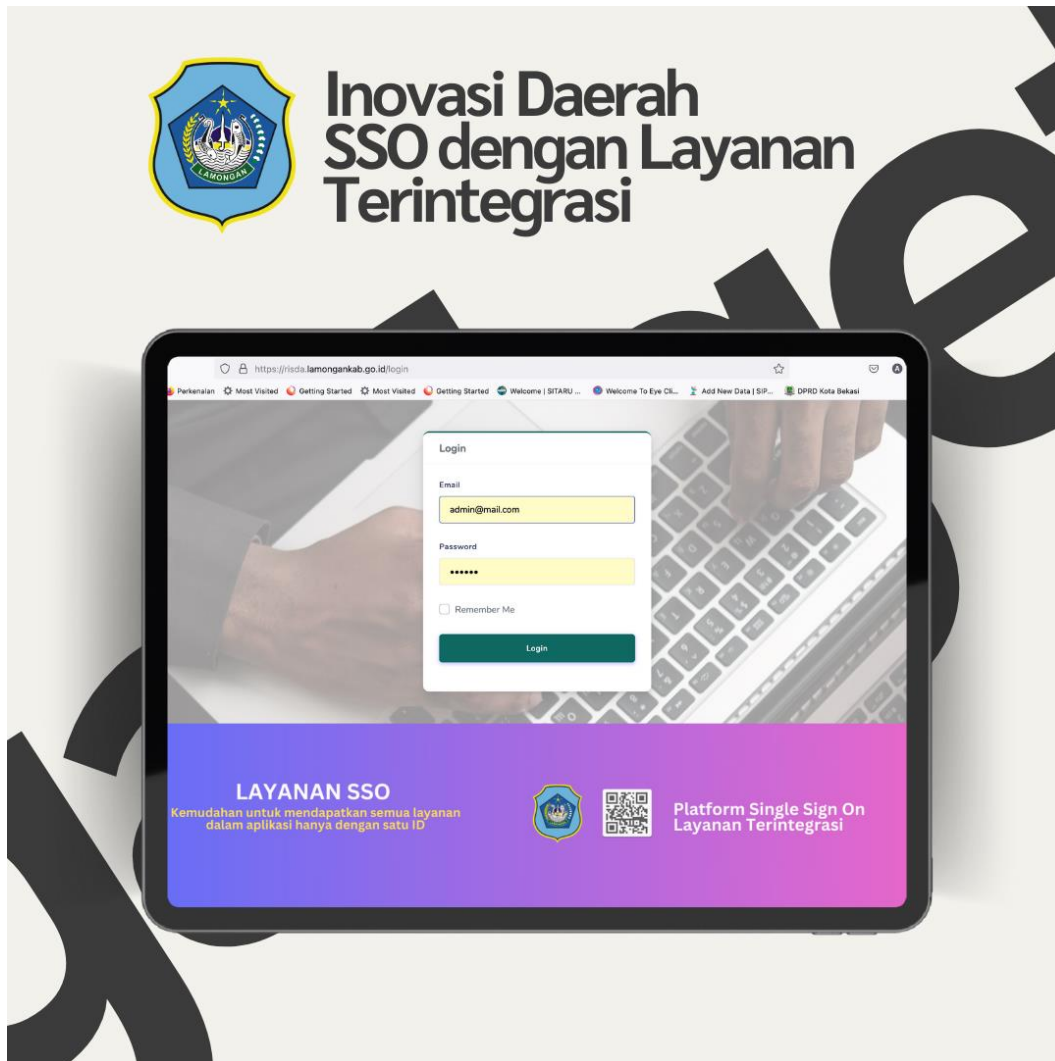 LAMONGAN
Inovasi Daerah
SSO dengan Layanan
Terintegrasi
https://risda.lamongankab.go.id/login
Perkenalan Most Visited Getting Started Most Visited Getting Started Welcome | SITARU ... Welcome To Eye Cli... Add New Data | SIP... DPRD Kota Bekasi
Login
Email
admin@mail.com
Password
••••••
Remember Me
Login
LAYANAN SSO
Kemudahan untuk mendapatkan semua layanan
dalam aplikasi hanya dengan satu ID
Platform Single Sign On
Layanan Terintegrasi